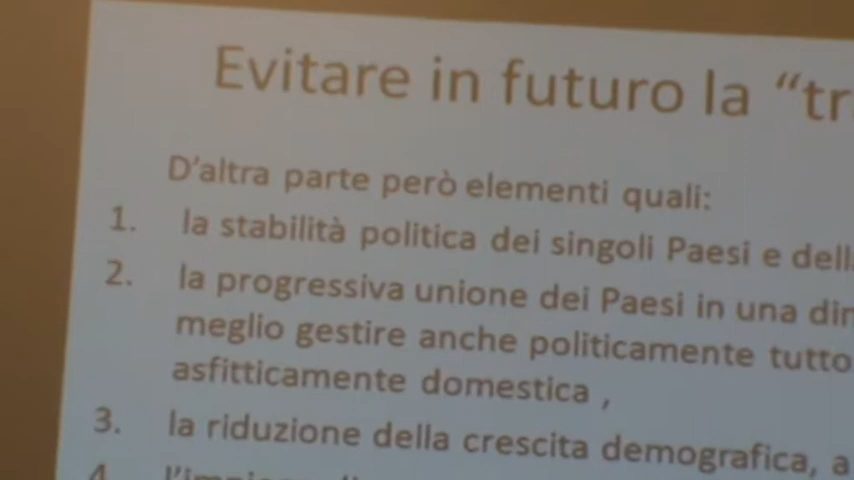 Evitare in futuro la “tr
D’altra parte però elementi quali:
1. la stabilità politica dei singoli Paesi e dell
2. la progressiva unione dei Paesi in una
meglio gestire anche politicamente tutto
asfitticamente domestica ,
3. la riduzione della crescita demografica, a
4.